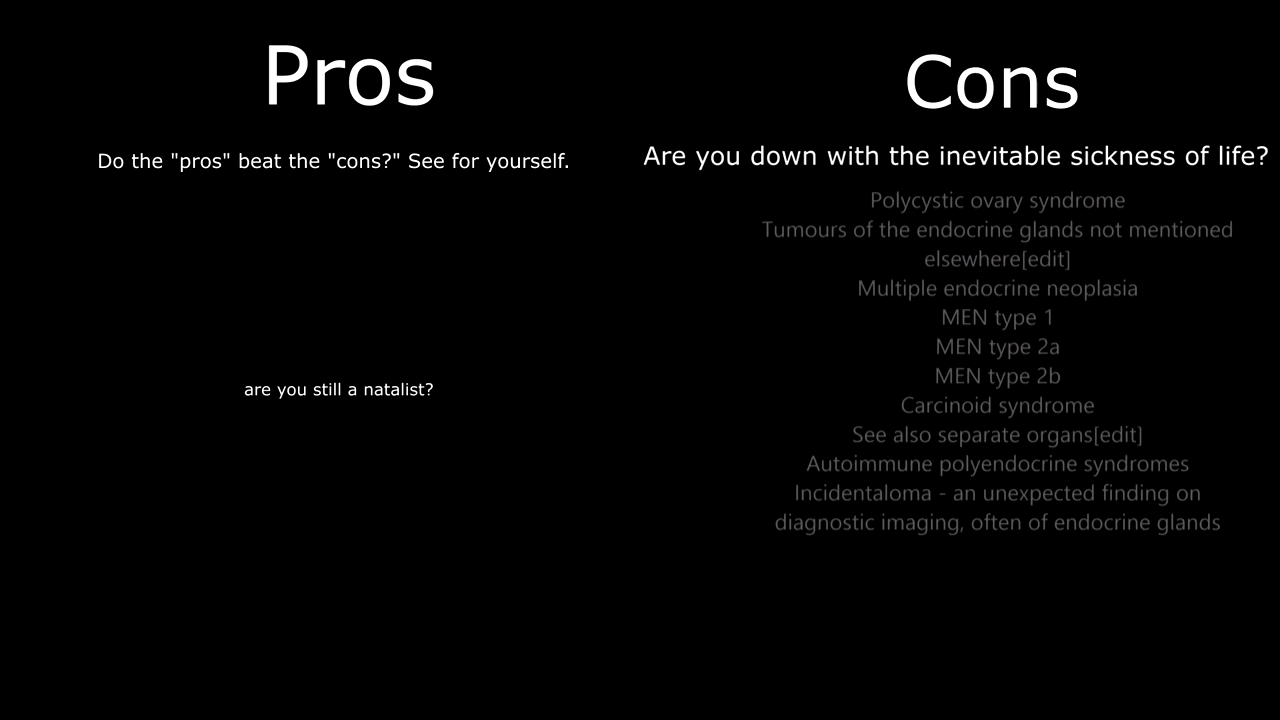 Pros
Do the "pros" beat the "cons?" See for yourself.
are you still a natalist?
Cons
Are you down with the inevitable sickness of life?
Polycystic ovary syndrome
Tumours of the endocrine glands not mentioned
elsewhere[edit]
Multiple endocrine neoplasia
MEN type 1
MEN type 2a
MEN type 2b
Carcinoid syndrome
See also separate organs[edit]
Autoimmune polyendocrine syndromes
Incidentaloma - an unexpected finding on
diagnostic imaging, often of endocrine glands